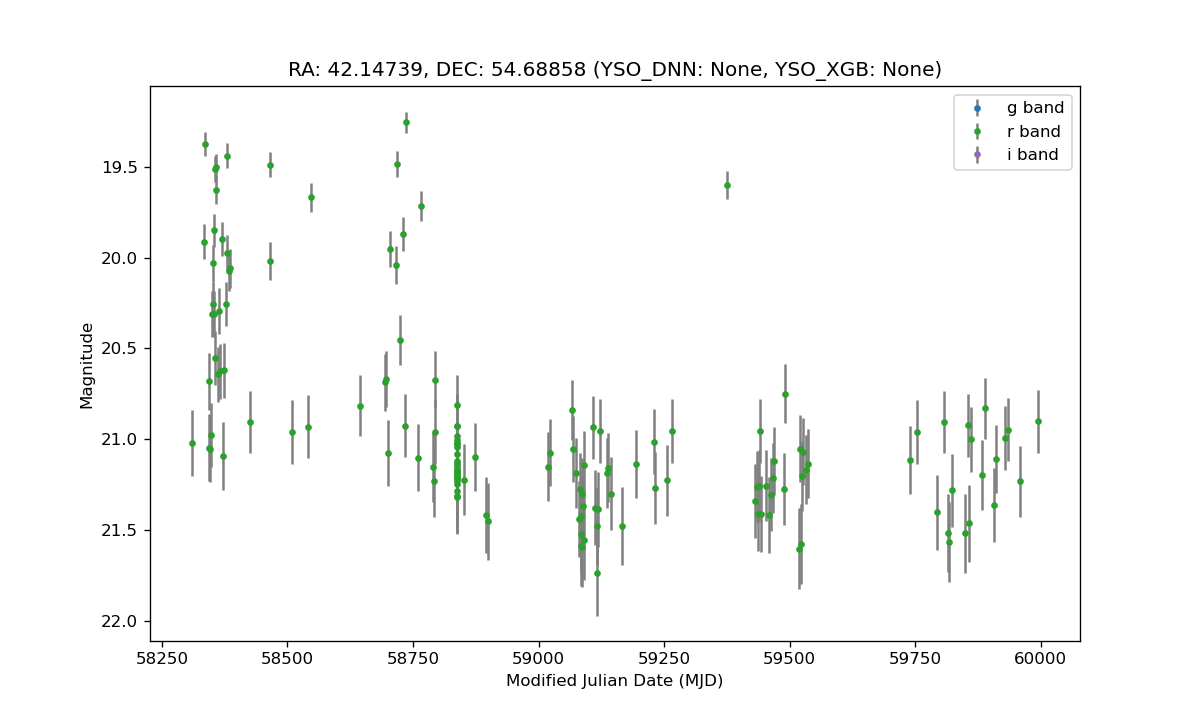 RA: 42.14739, DEC: 54.68858 (YSO_DNN: None, YSO_XGB: None)
g band
r band
i band
19.5
20.0
20.5
21.0
21.5
22.0
Magnitude
58250
58500
58750
59000
59250
59500
59750
60000
Modified Julian Date (MJD)